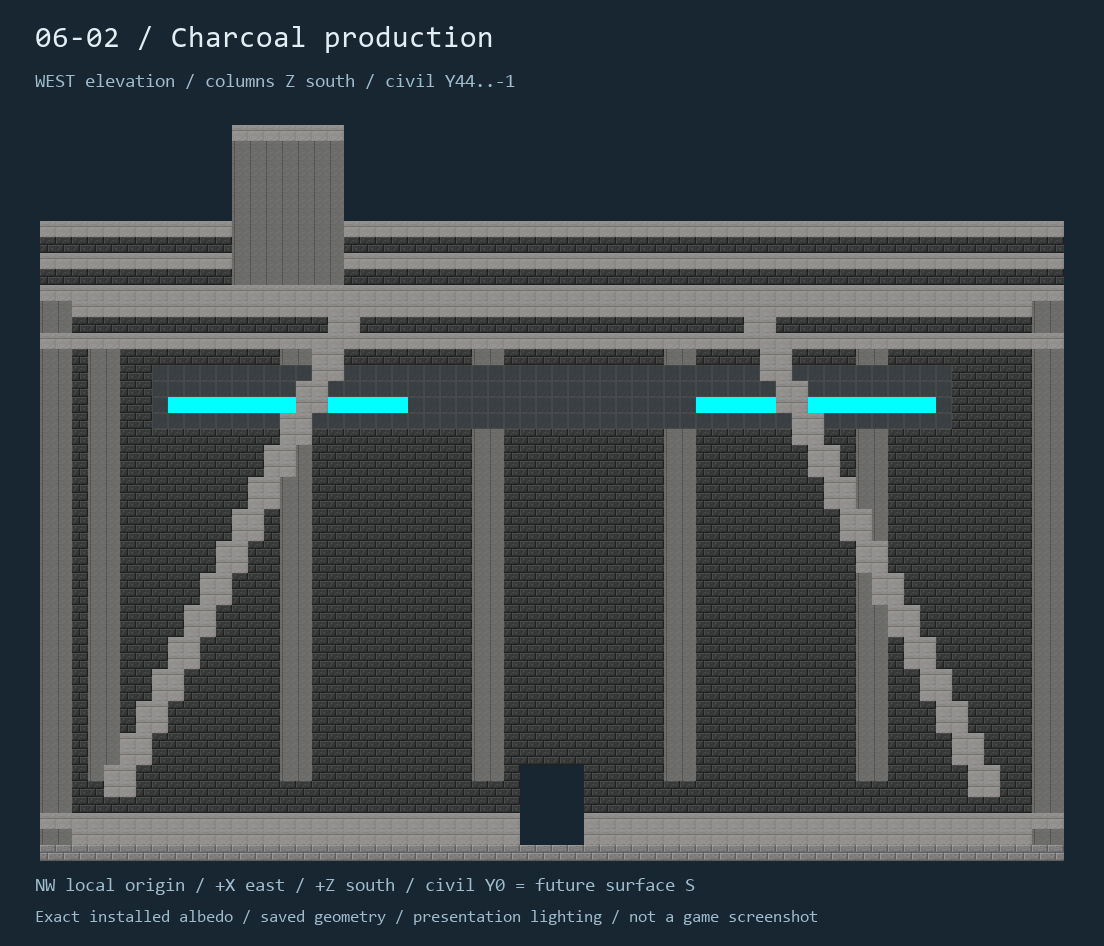 06-02 / Charcoal production
WEST elevation / columns Z south / civil Y44..-1
NW local origin / +X east / +Z south / civil Y0 = future surface S
Exact installed albedo / saved geometry / presentation lighting / not a game screenshot